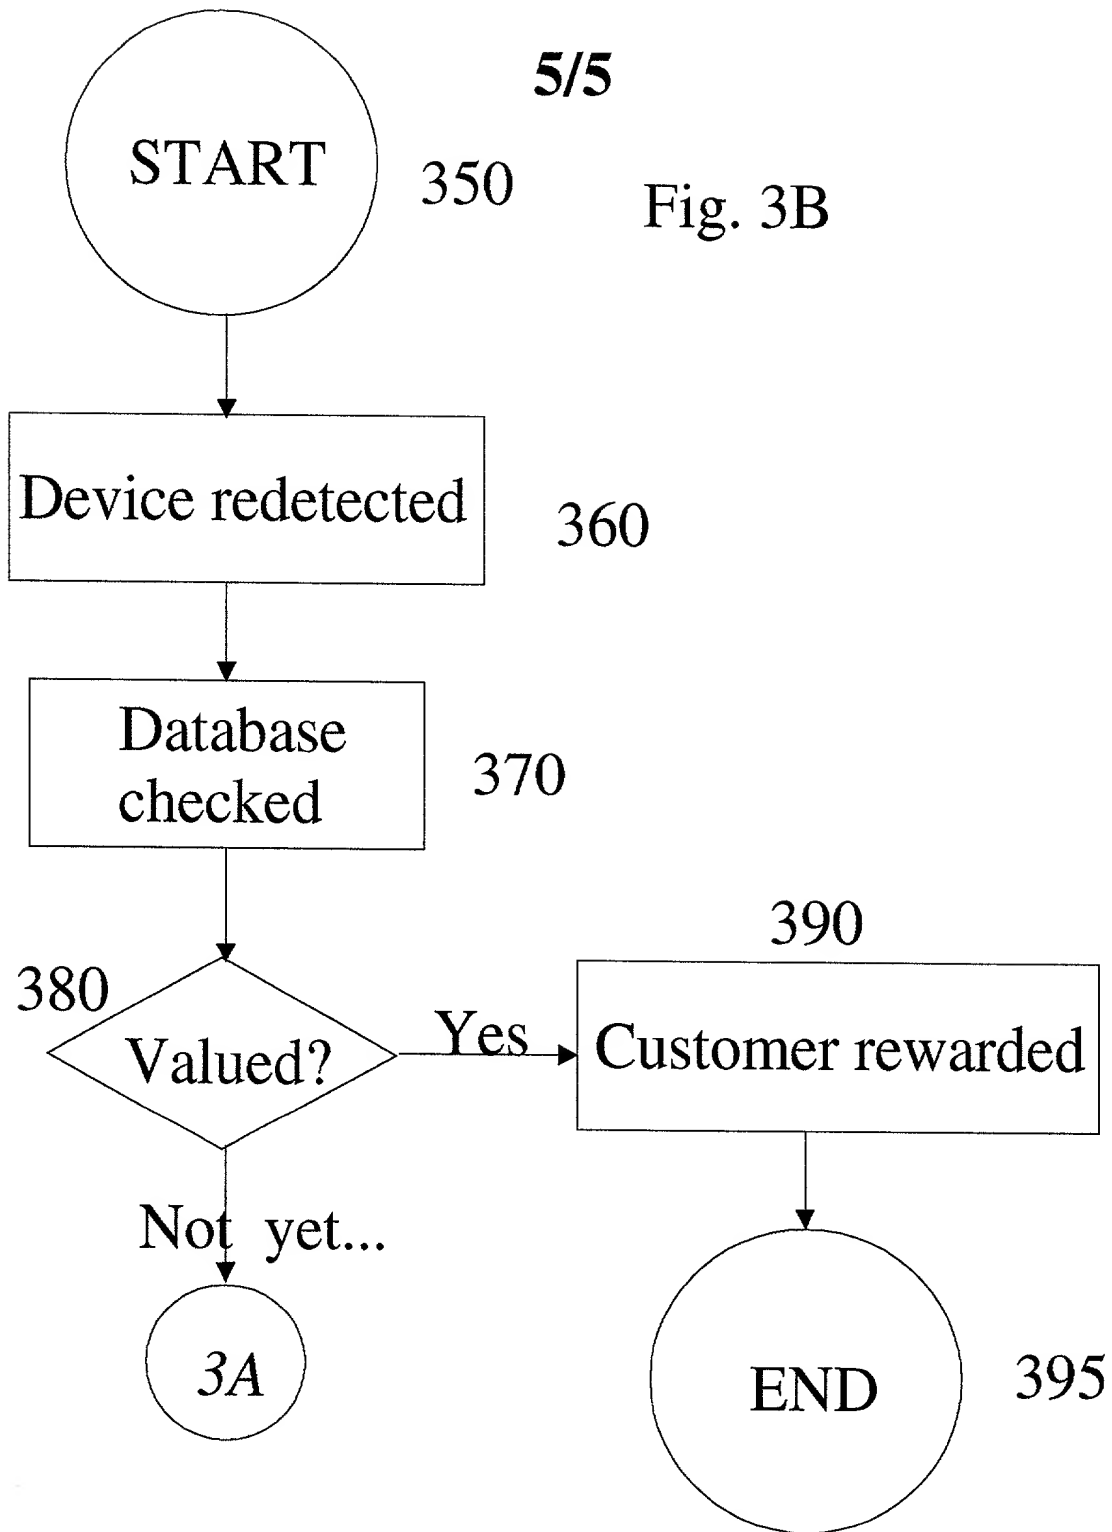 5/5
START
350
Fig. 3B
Device redetected
360
Database
checked
370
390
380
Valued?
Yes
Customer rewarded
Not yet...
3A
END
395